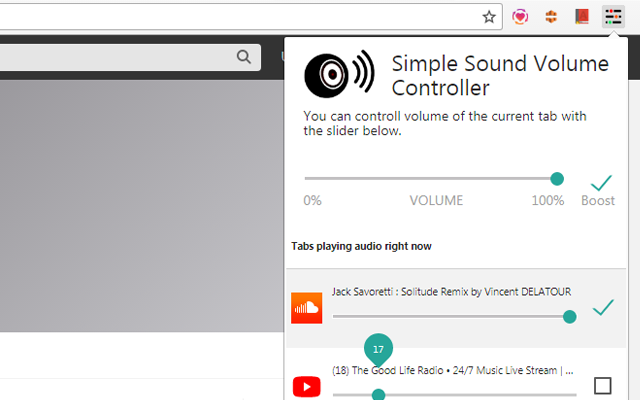 Simple Sound Volume
Controller
You can controll volume of the current tab with
the slider below.
0% VOLUME 100% Boost
Tabs playing audio right now
Jack Savoretti : Solitude Remix by Vincent DELATOUR
17
(18) The Good Life Radio • 24/7 Music Live Stream | ...